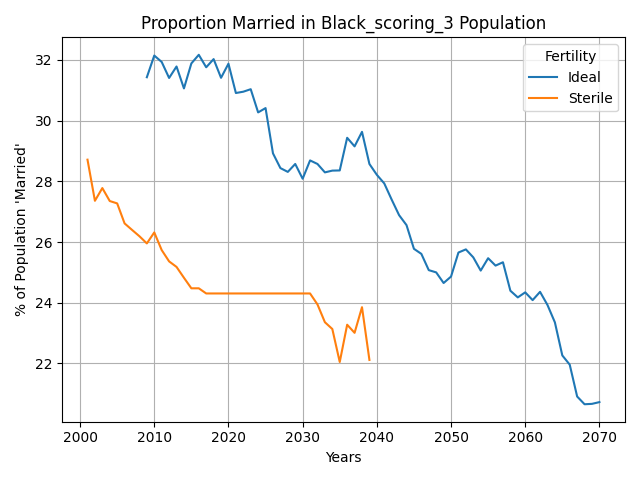 Proportion Married in Black_scoring_3 Population
Fertility
Ideal
Sterile
% of Population 'Married'
32
30
28
26
24
22
2000 2010 2020 2030 2040 2050 2060 2070
Years